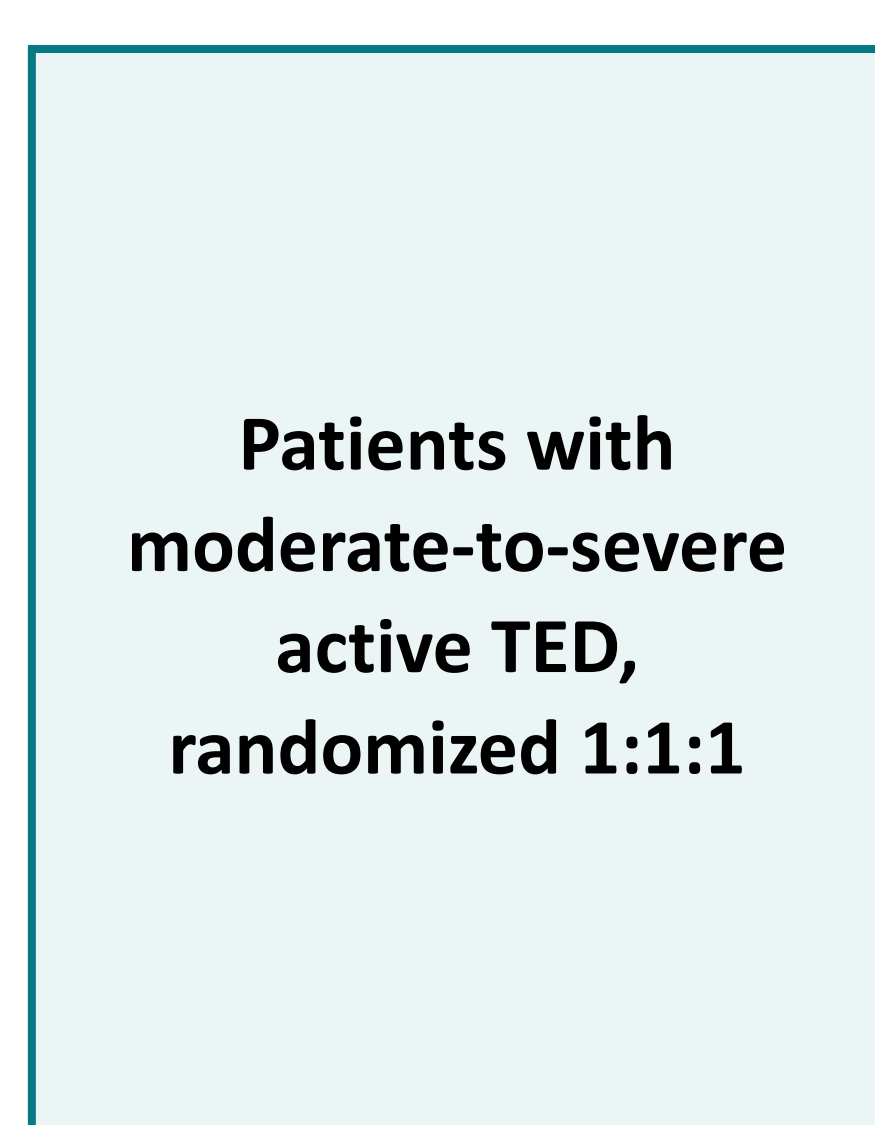 Patients with
moderate-to-severe
active TED,
randomized 1:1:1